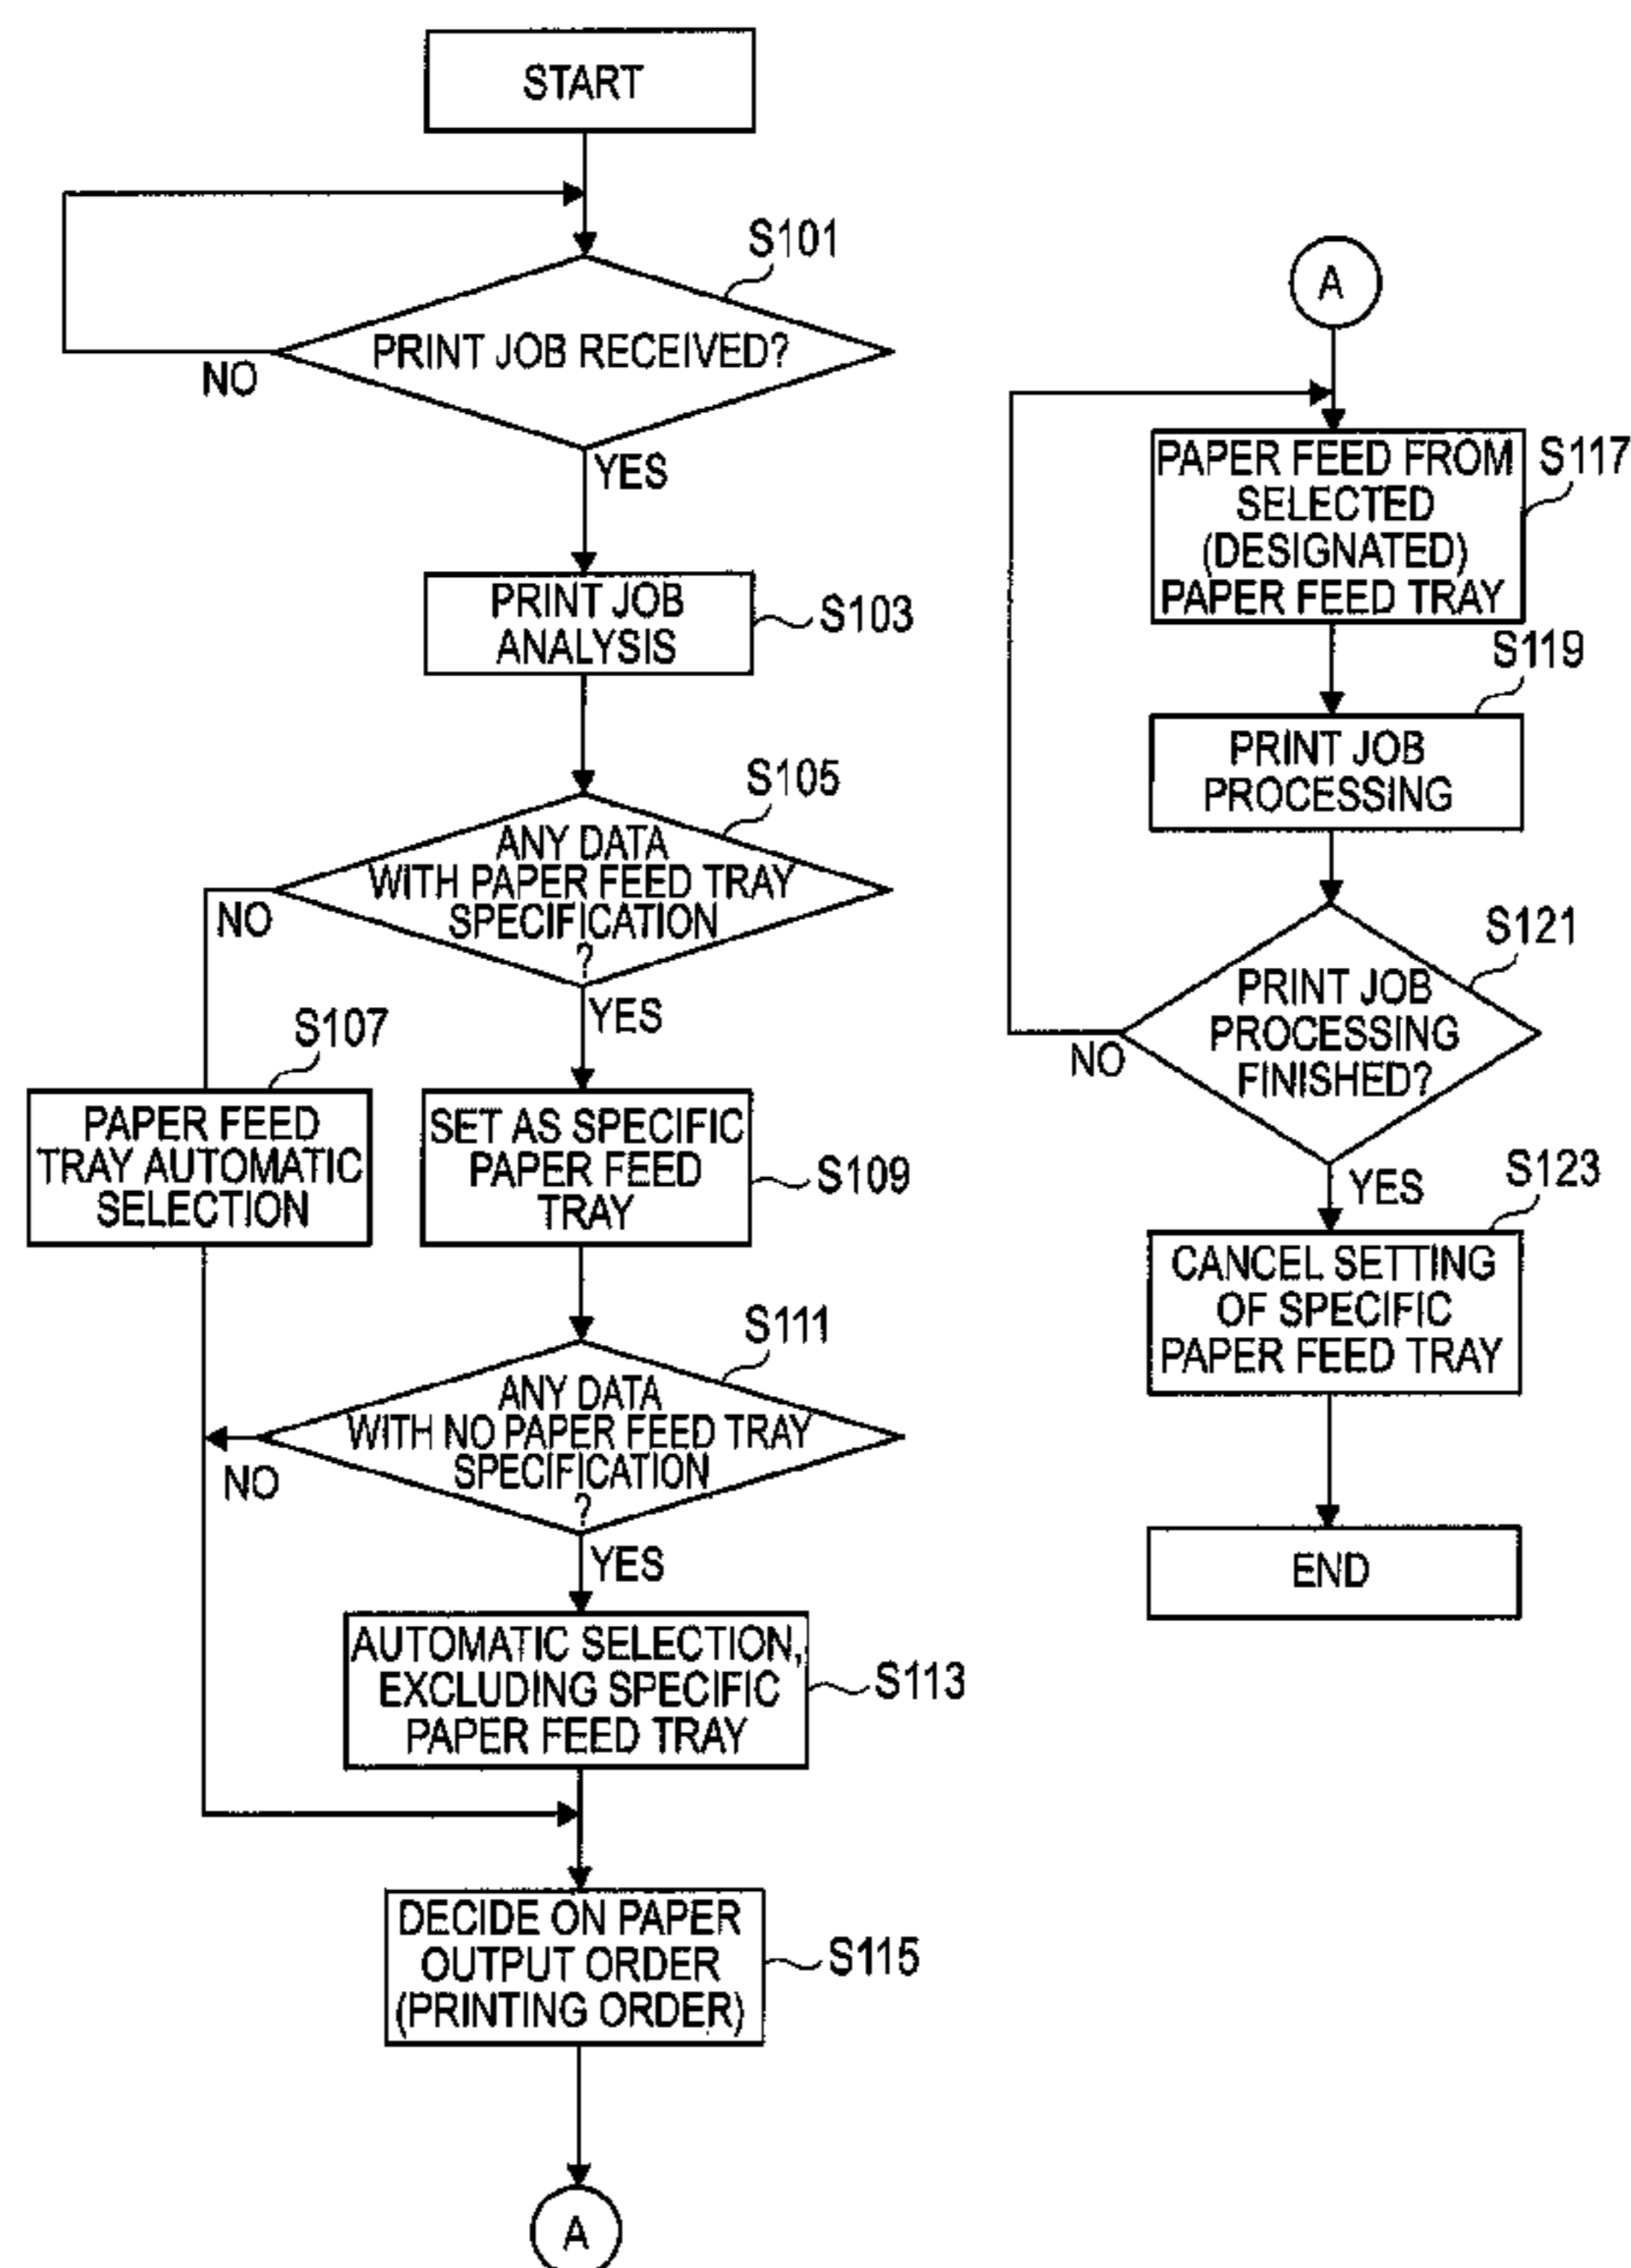 START
S101
PRINT JOB RECEIVED?
NO
YES
PRINT JOB
ANALYSIS
S103
S105
ANY DATA
WITH PAPER FEED TRAY
SPECIFICATION
?
NO
YES
S107
PAPER FEED
TRAY AUTOMATIC
SELECTION
SET AS SPECIFIC
PAPER FEED
TRAY
S109
S111
ANY DATA
WITH NO PAPER FEED TRAY
SPECIFICATION
?
NO
YES
AUTOMATIC SELECTION,
EXCLUDING SPECIFIC
PAPER FEED TRAY
S113
DECIDE ON PAPER
OUTPUT ORDER
(PRINTING ORDER)
S115
A
A
PAPER FEED FROM
SELECTED
(DESIGNATED)
PAPER FEED TRAY
S117
S119
PRINT JOB
PROCESSING
S121
PRINT JOB
PROCESSING
FINISHED?
NO
YES
S123
CANCEL SETTING
OF SPECIFIC
PAPER FEED TRAY
END